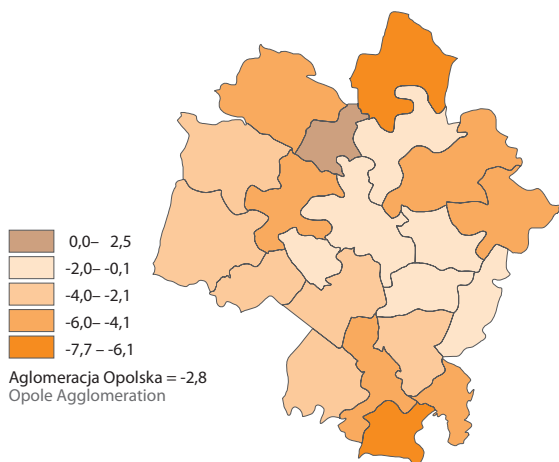 0,0– 2,5
-2,0– -0,1
-4,0– -2,1
-6,0– -4,1
-7,7 – -6,1
Aglomeracja Opolska = -2,8
Opole Agglomeration